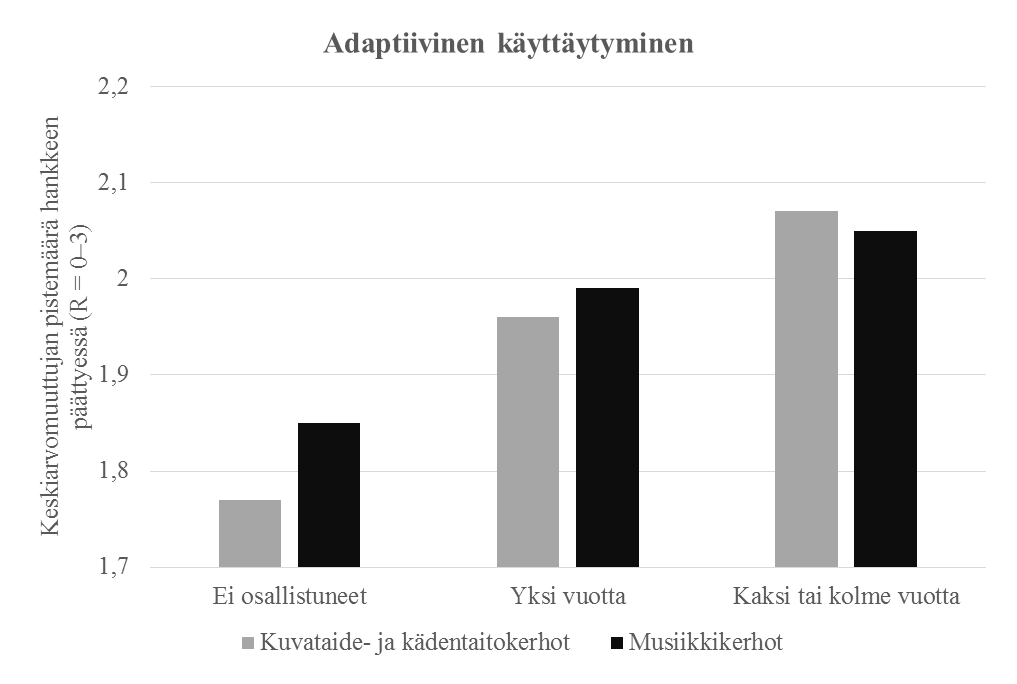 Adaptiivinen käyttäytyminen
Keskiarvomuuttujan pistemäärä hankkeen
päättyessä (R = 0–3)
2,2
2,1
2
1,9
1,8
1,7
Ei osallistuneet
Yksi vuotta
Kaksi tai kolme vuotta
Kuvataide- ja kädentaitokerhot
Musiikkikerhot